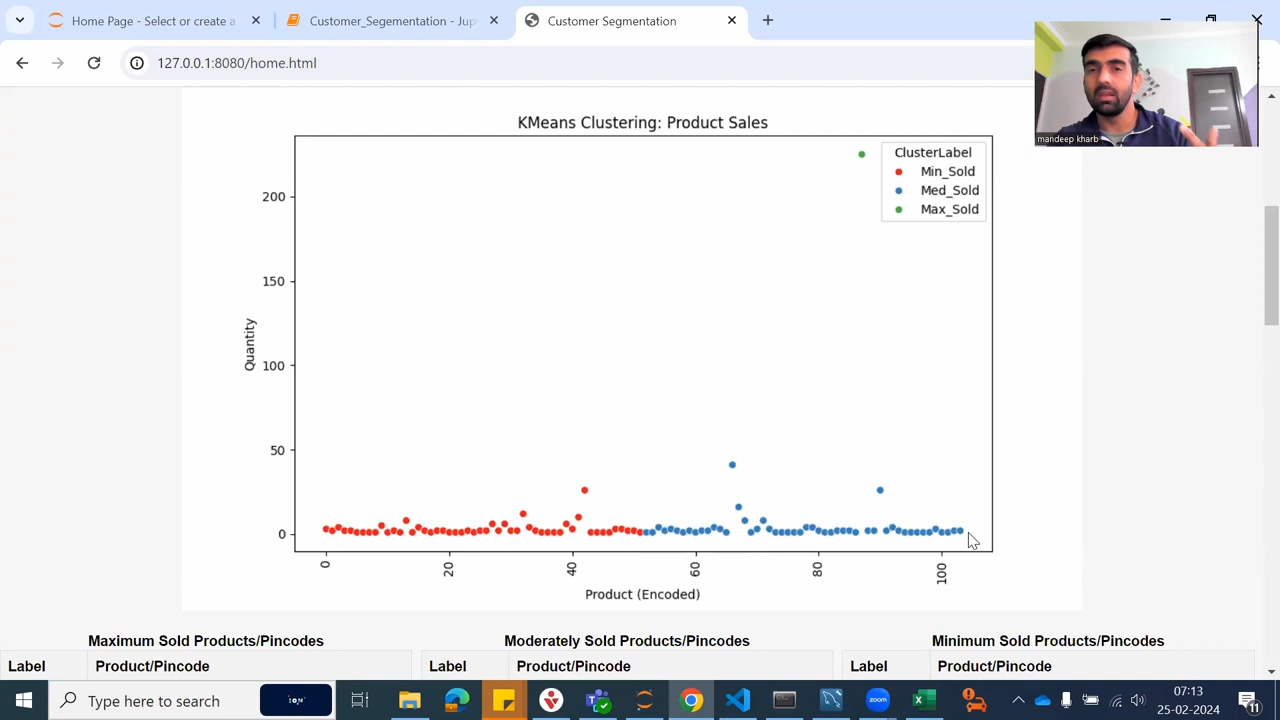 Home Page - Select or create a
Customer_Segementation - Jup
Customer Segmentation
127.0.0.1:8080/home.html
mandeep kharb
KMeans Clustering: Product Sales
ClusterLabel
Min_Sold
Med_Sold
Max_Sold
Quantity
200
150
100
50
0
0
20
40
60
80
100
Product (Encoded)
Maximum Sold Products/Pincodes
Moderately Sold Products/Pincodes
Minimum Sold Products/Pincodes
Label Product/Pincode
Label Product/Pincode
Label Product/Pincode
Type here to search
07:13
25-02-2024
11